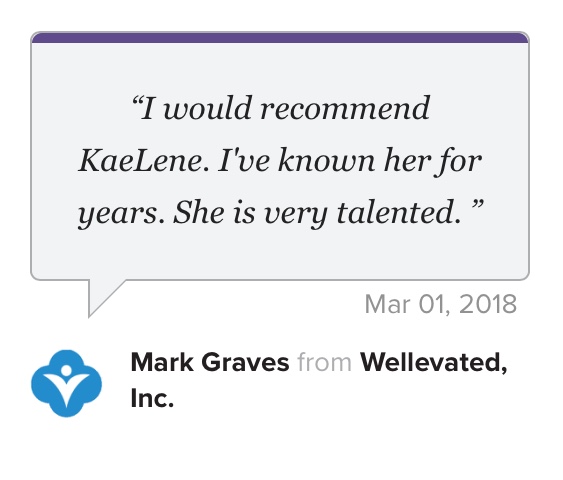 “I would recommend
KaeLene. I've known her for
years. She is very talented. ”
Mar 01, 2018
Mark Graves from Wellevated,
Inc.